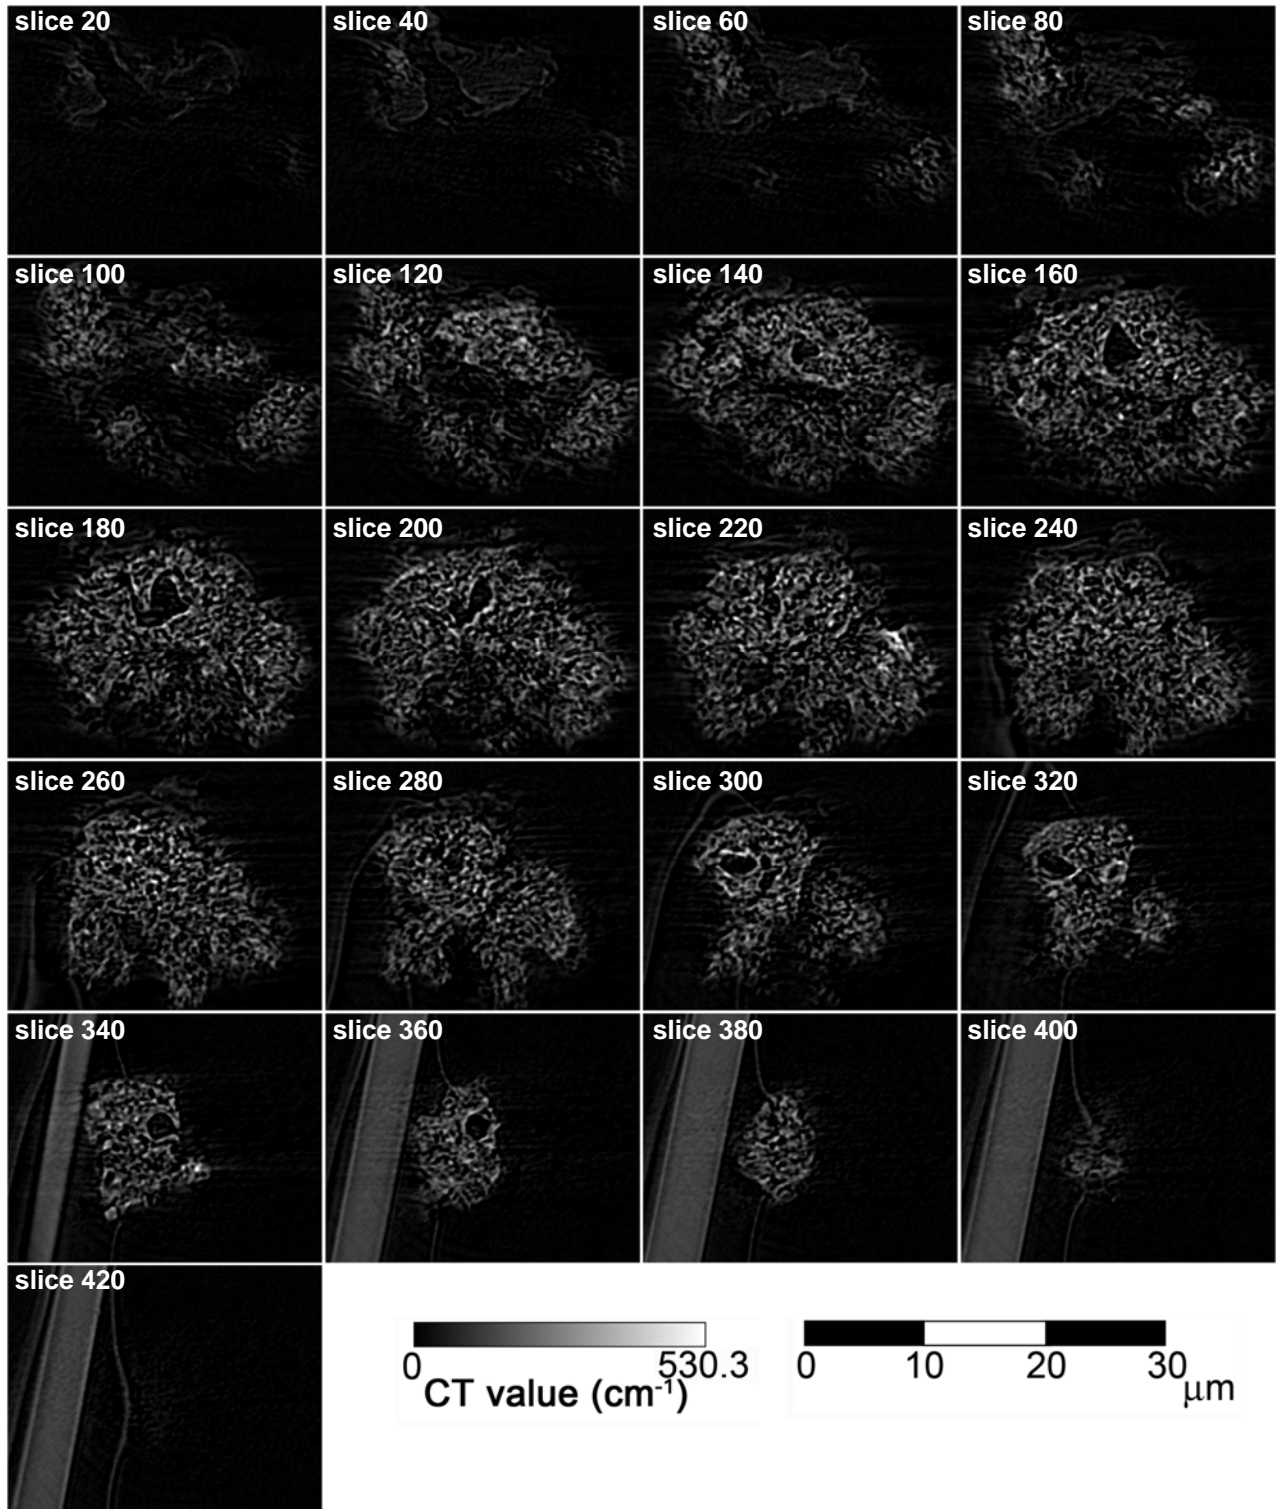 slice 20 slice 40 slice 60 slice 80
slice 100 slice 120 slice 140 slice 160
slice 180 slice 200 slice 220 slice 240
slice 260 slice 280 slice 300 slice 320
slice 340 slice 360 slice 380 slice 400
slice 420
0 530.3
CT value (cm⁻¹)
0 10 20 30
μm